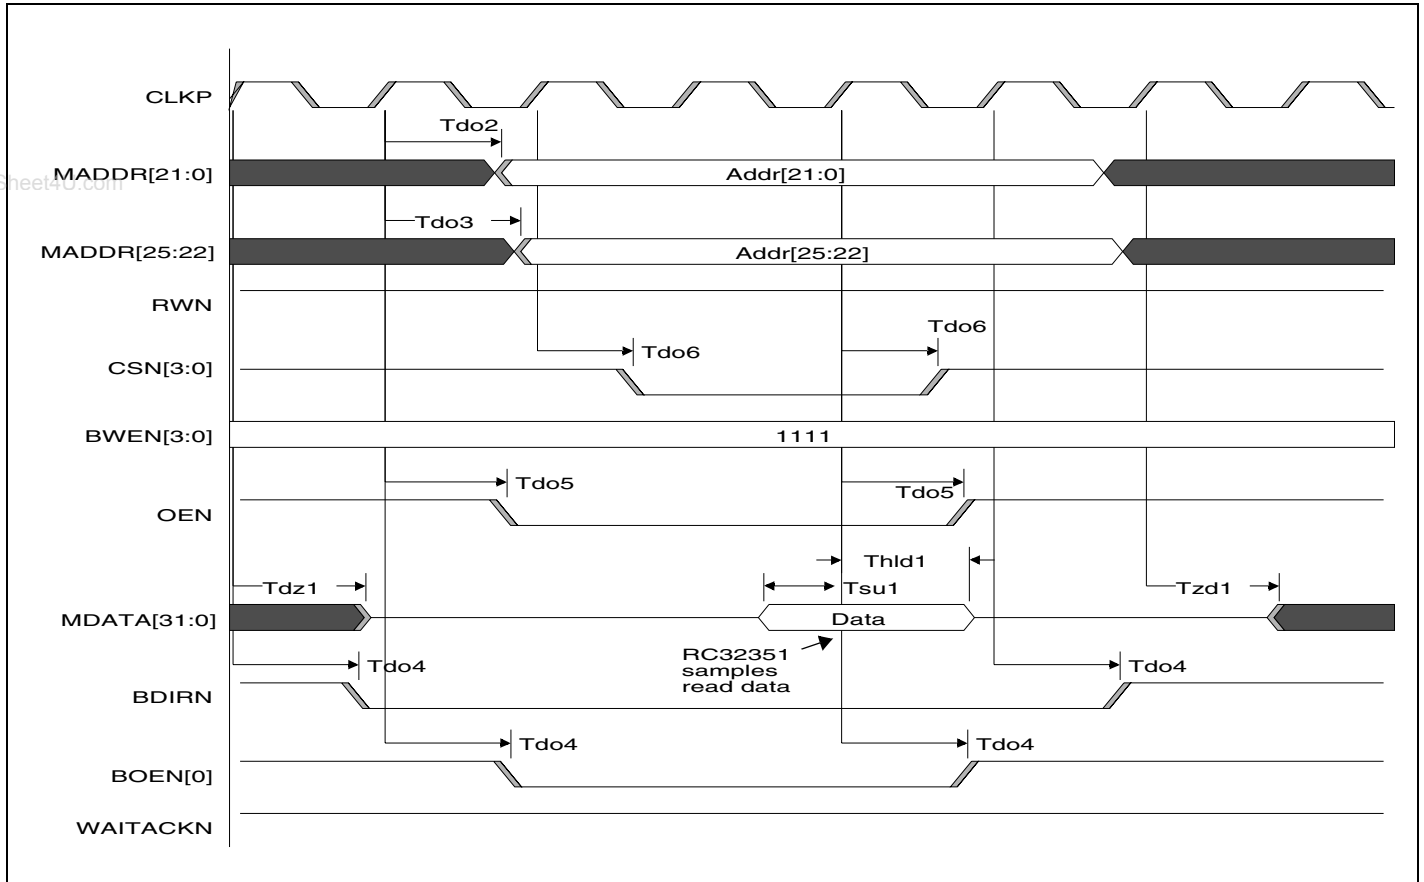 CLKP
Tdo2
MADDR[21:0]
Addr[21:0]
Sheet4U.com
Tdo3
MADDR[25:22]
Addr[25:22]
RWN
Tdo6
Tdo6
CSN[3:0]
BWEN[3:0]
1111
Tdo5
Tdo5
OEN
Thld1
Tdz1
Tsu1
Tzd1
MDATA[31:0]
Data
RC32351
samples
read data
Tdo4
Tdo4
BDIRN
Tdo4
Tdo4
BOEN[0]
WAITACKN